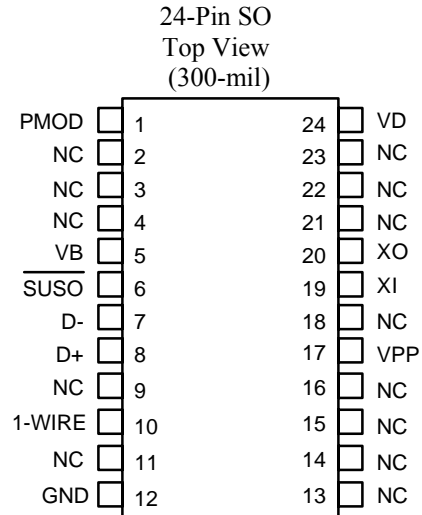 24-Pin SO
Top View
(300-mil)
PMOD 1 24 VD
NC 2 23 NC
NC 3 22 NC
NC 4 21 NC
VB 5 20 XO
SUSO 6 19 XI
D- 7 18 NC
D+ 8 17 VPP
NC 9 16 NC
1-WIRE 10 15 NC
NC 11 14 NC
GND 12 13 NC